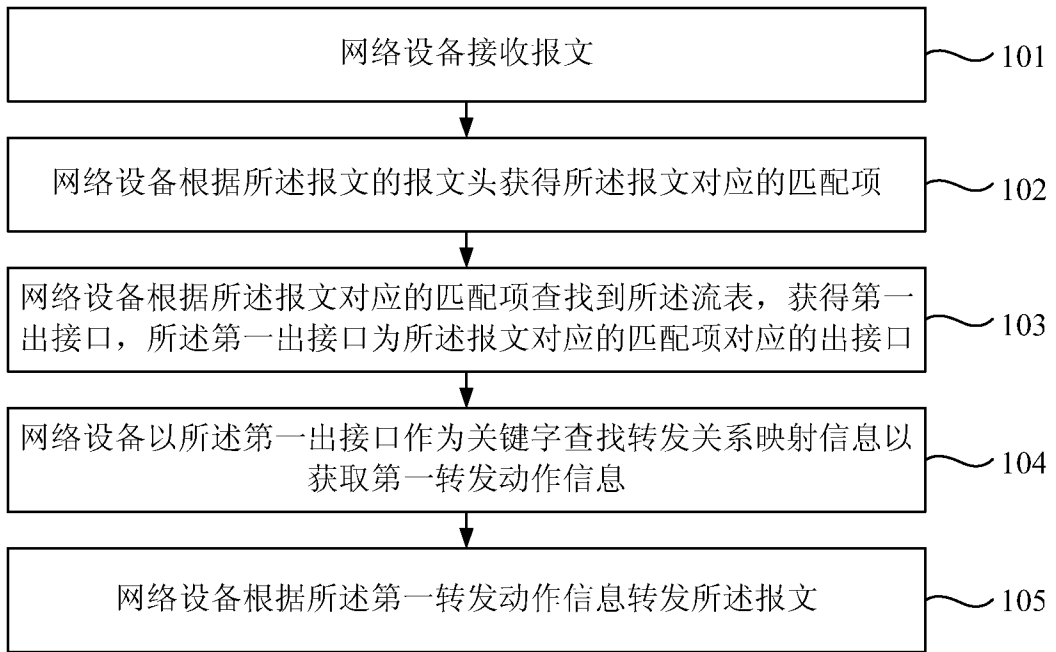 网络设备接收报文
101
网络设备根据所述报文的报文头获得所述报文对应的匹配项
102
网络设备根据所述报文对应的匹配项查找到所述流表，获得第一
出接口，所述第一出接口为所述报文对应的匹配项对应的出接口
103
网络设备以所述第一出接口作为关键字查找转发关系映射信息以
获取第一转发动作信息
104
网络设备根据所述第一转发动作信息转发所述报文
105